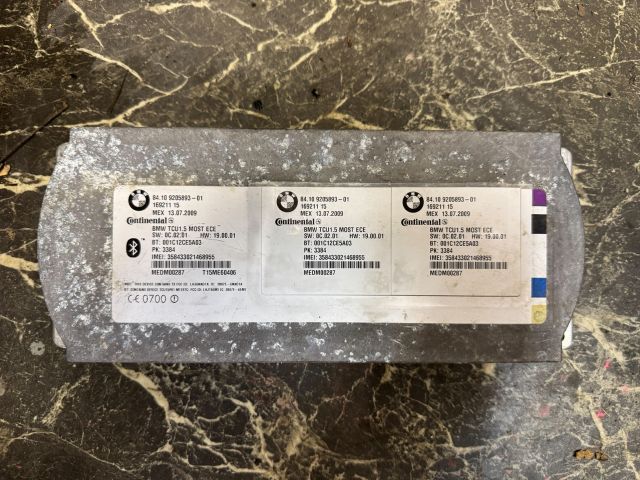 84.10 9205893-01
169211 15
MEX 13.07.2009
Continental
BMW TCU1.5 MOST ECE
SW: 0C.02.01 HW: 19.00.01
BT: 001C12CE5A03
PK: 3384
IMEI: 358433021468955
MEDM00287 T15ME60406
CE 0700
84.10 9205893-01
169211 15
MEX 13.07.2009
Continental
BMW TCU1.5 MOST ECE
SW: 0C.02.01 HW: 19.00.01
BT: 001C12CE5A03
PK: 3384
IMEI: 358433021468955
MEDM00287
84.10 9205893-01
169211 15
MEX 13.07.2009
Continental
BMW TCU1.5 MOST ECE
SW: 0C.02.01 HW: 19.00.01
BT: 001C12CE5A03
PK: 3384
IMEI: 358433021468955
MEDM00287